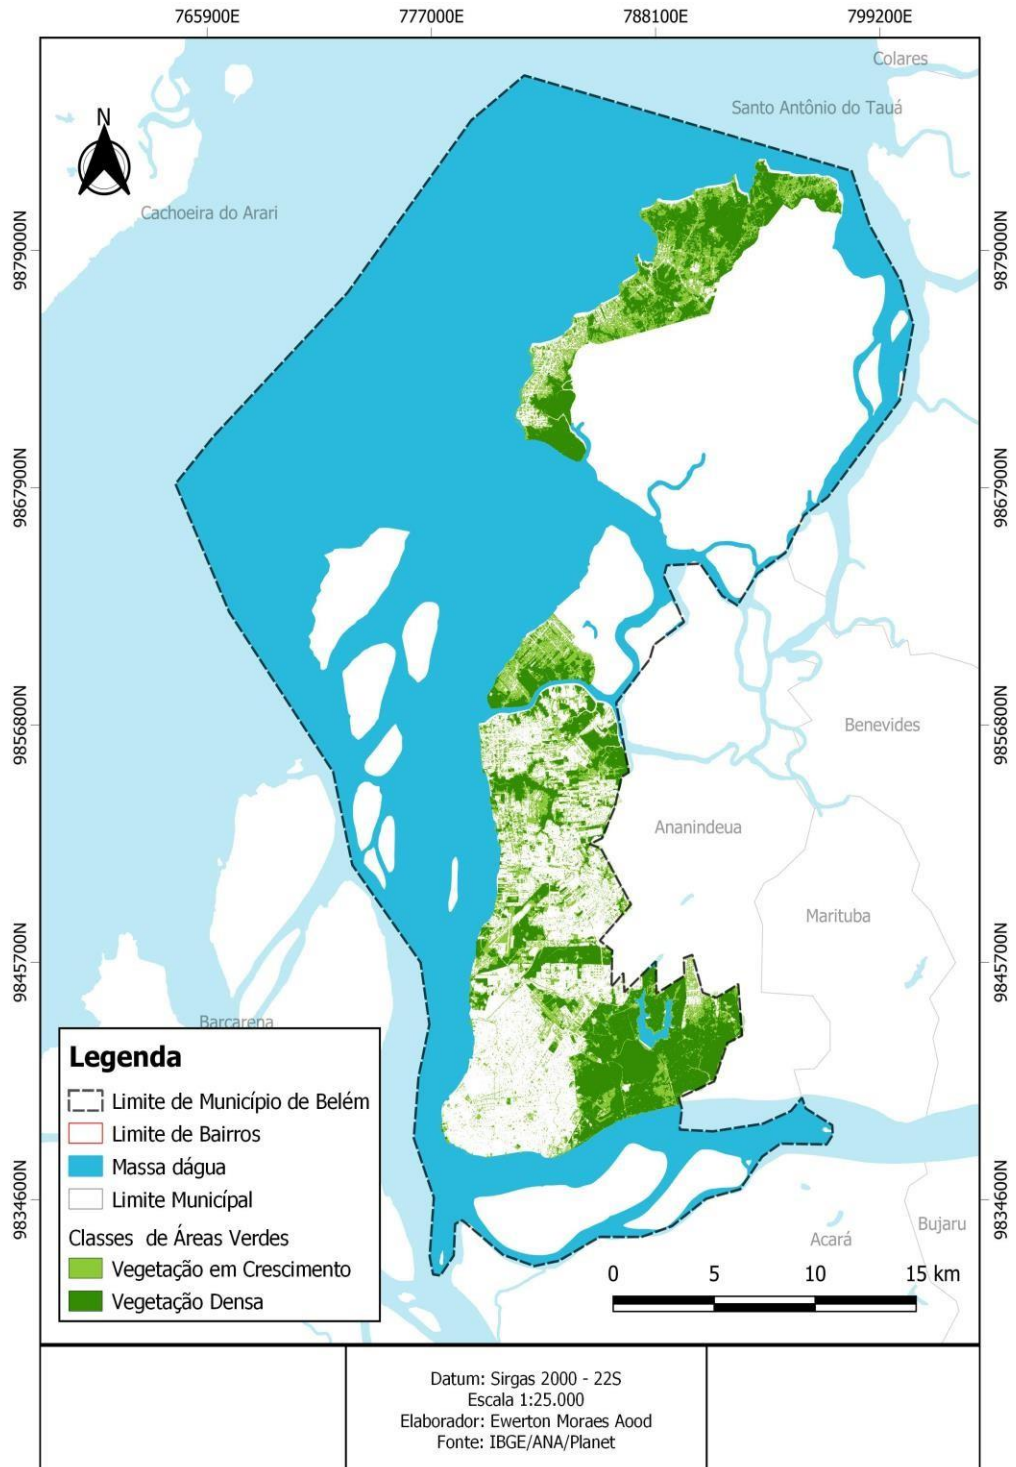 765900E 777000E 788100E 799200E
Colares
Santo Antônio do Tauá
N
Cachoeira do Arari
9879000N 9879000N
9867900N 9867900N
9856800N 9856800N
Benevides
Ananindeua
Marituba
9845700N 9845700N
Barcarena
Legenda
Limite de Município de Belém
Limite de Bairros
Massa dágua
Limite Municípal
Classes de Áreas Verdes
Vegetação em Crescimento
Vegetação Densa
9834600N 9834600N
Bujaru
Acará
0 5 10 15 km
Datum: Sirgas 2000 - 22S
Escala 1:25.000
Elaborador: Ewerton Moraes Aood
Fonte: IBGE/ANA/Planet